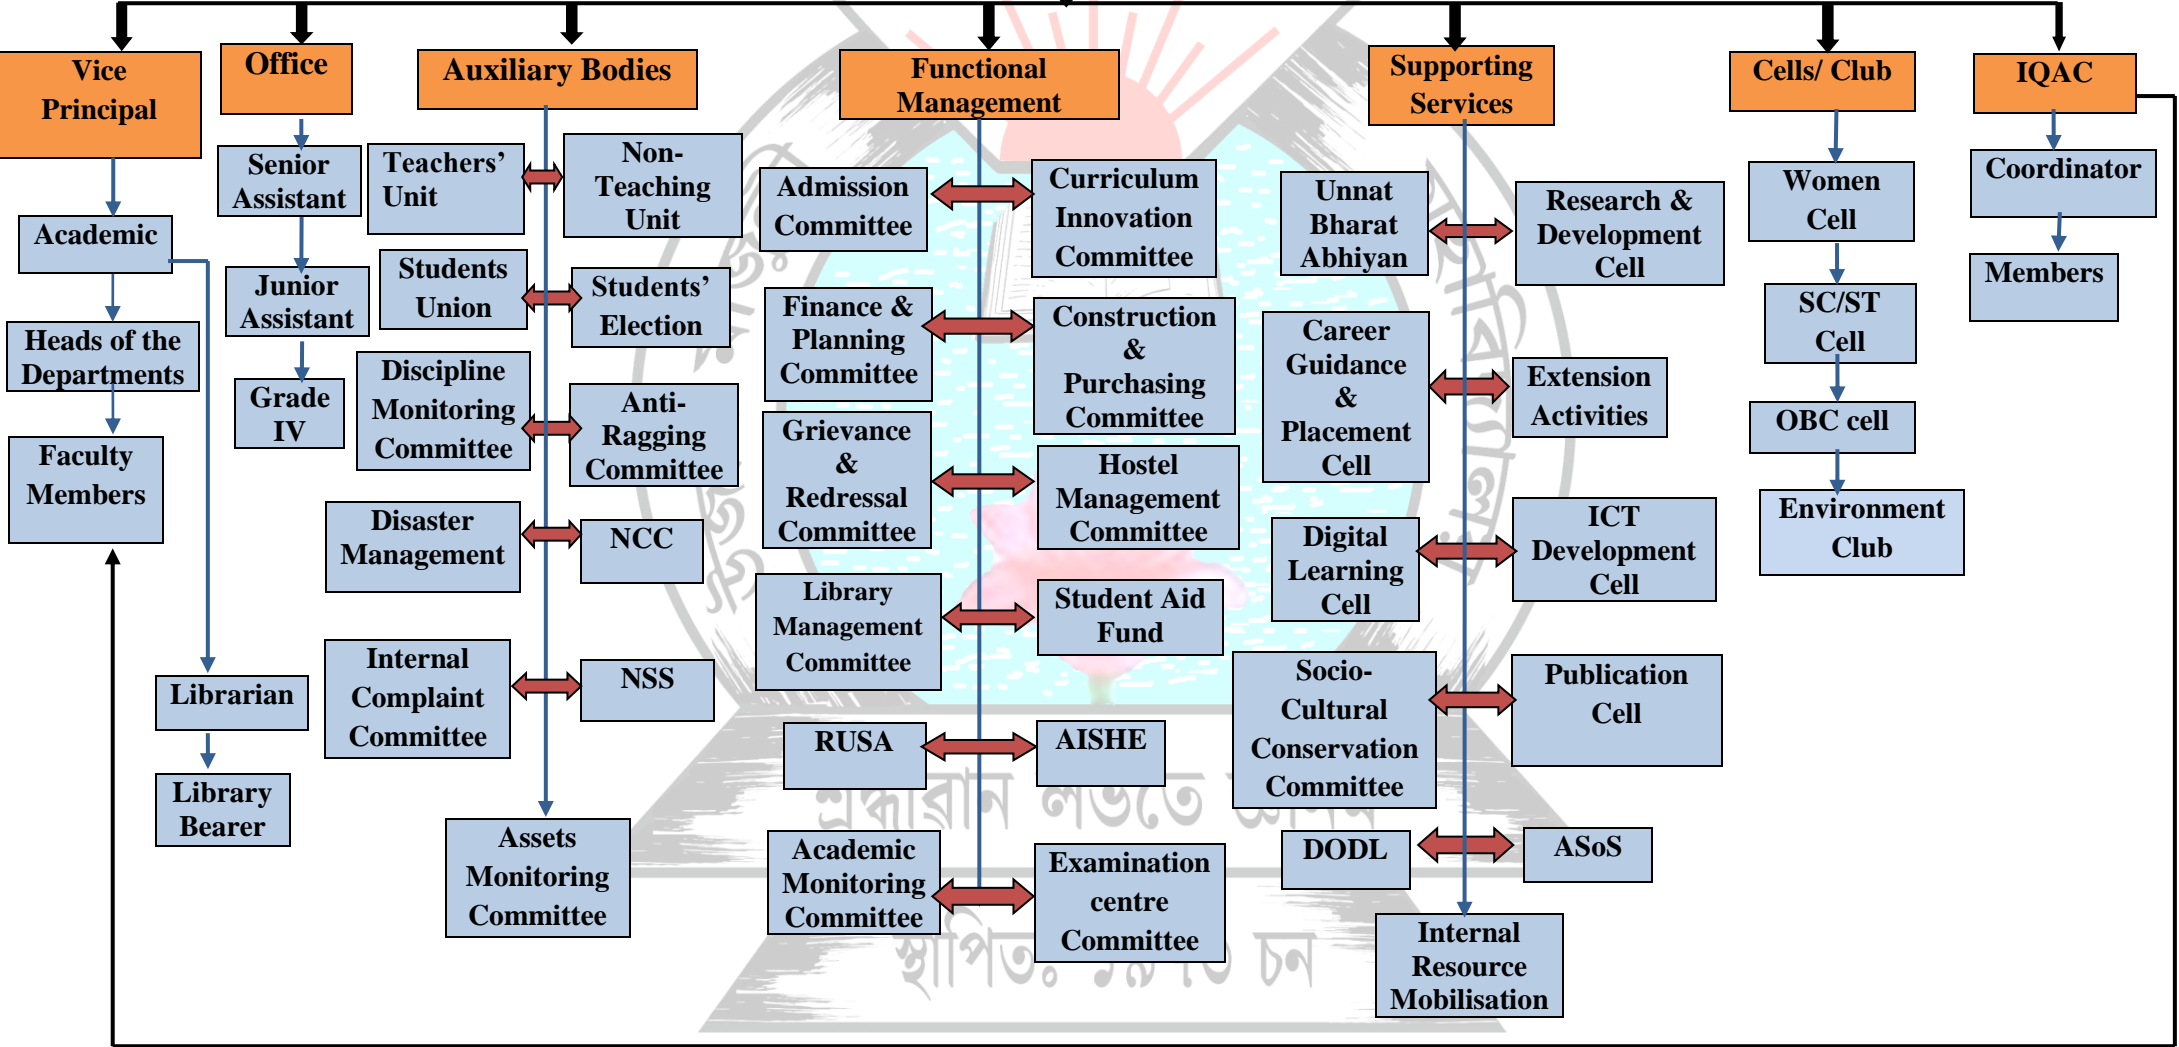 Vice
Principal
Academic
Heads of the
Departments
Faculty
Members
Librarian
Library
Bearer
Office
Senior
Assistant
Junior
Assistant
Grade
IV
Auxiliary Bodies
Teachers’
Unit
Non-
Teaching
Unit
Students
Union
Students’
Election
Discipline
Monitoring
Committee
Anti-
Ragging
Committee
Disaster
Management
NCC
Internal
Complaint
Committee
NSS
Assets
Monitoring
Committee
Functional
Management
Admission
Committee
Curriculum
Innovation
Committee
Finance &
Planning
Committee
Construction
&
Purchasing
Committee
Grievance
&
Redressal
Committee
Hostel
Management
Committee
Library
Management
Committee
Student Aid
Fund
RUSA
AISHE
Academic
Monitoring
Committee
Examination
centre
Committee
Supporting
Services
Unnat
Bharat
Abhiyan
Research &
Development
Cell
Career
Guidance
&
Placement
Cell
Extension
Activities
Digital
Learning
Cell
ICT
Development
Cell
Socio-
Cultural
Conservation
Committee
Publication
Cell
DODL
ASoS
Internal
Resource
Mobilisation
Cells/ Club
Women
Cell
SC/ST
Cell
OBC cell
Environment
Club
IQAC
Coordinator
Members
লভতে
স্থাপিতঃ
চন